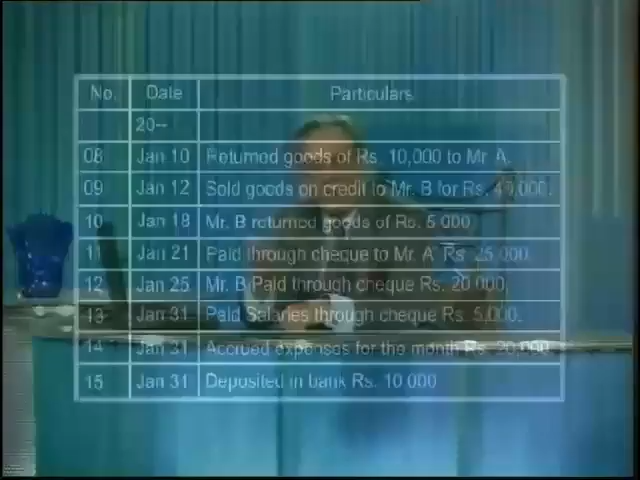 No. Date Particulars
20--
08 Jan 10 Returned goods of Rs. 10,000 to Mr. A.
09 Jan 12 Sold goods on credit to Mr. B for Rs.
10 Jan 18 Mr. B returned goods of Rs. 5 000
11 Jan 21 Paid through cheque to Mr. A Rs. 25,000.
12 Jan 25 Mr. B Paid through cheque Rs. 20 000.
13 Jan 31 Paid Salaries through cheque Rs. 5,000.
14 Jan 31 Accrued expenses for the month Rs.
15 Jan 31 Deposited in bank Rs. 10 000